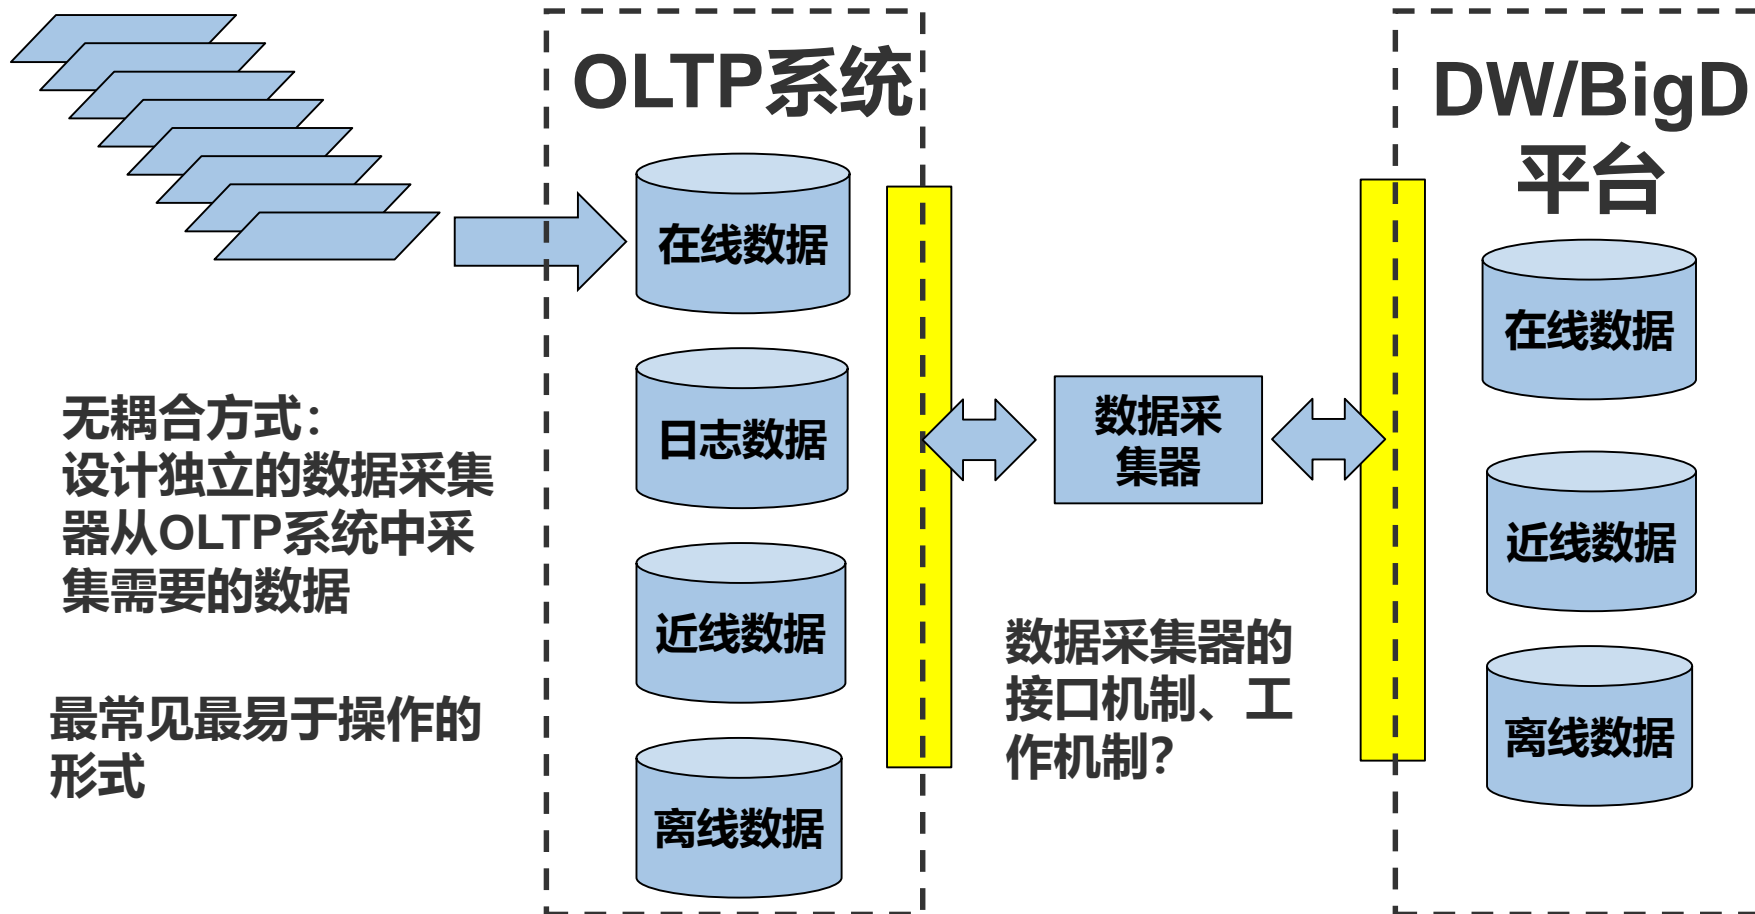 OLTP系统
DW/BigD
平台
在线数据
日志数据
近线数据
离线数据
无耦合方式：
设计独立的数据采集
器从OLTP系统中采
集需要的数据
最常见最易于操作的
形式
数据采
集器
数据采集器的
接口机制、工
作机制？
在线数据
近线数据
离线数据